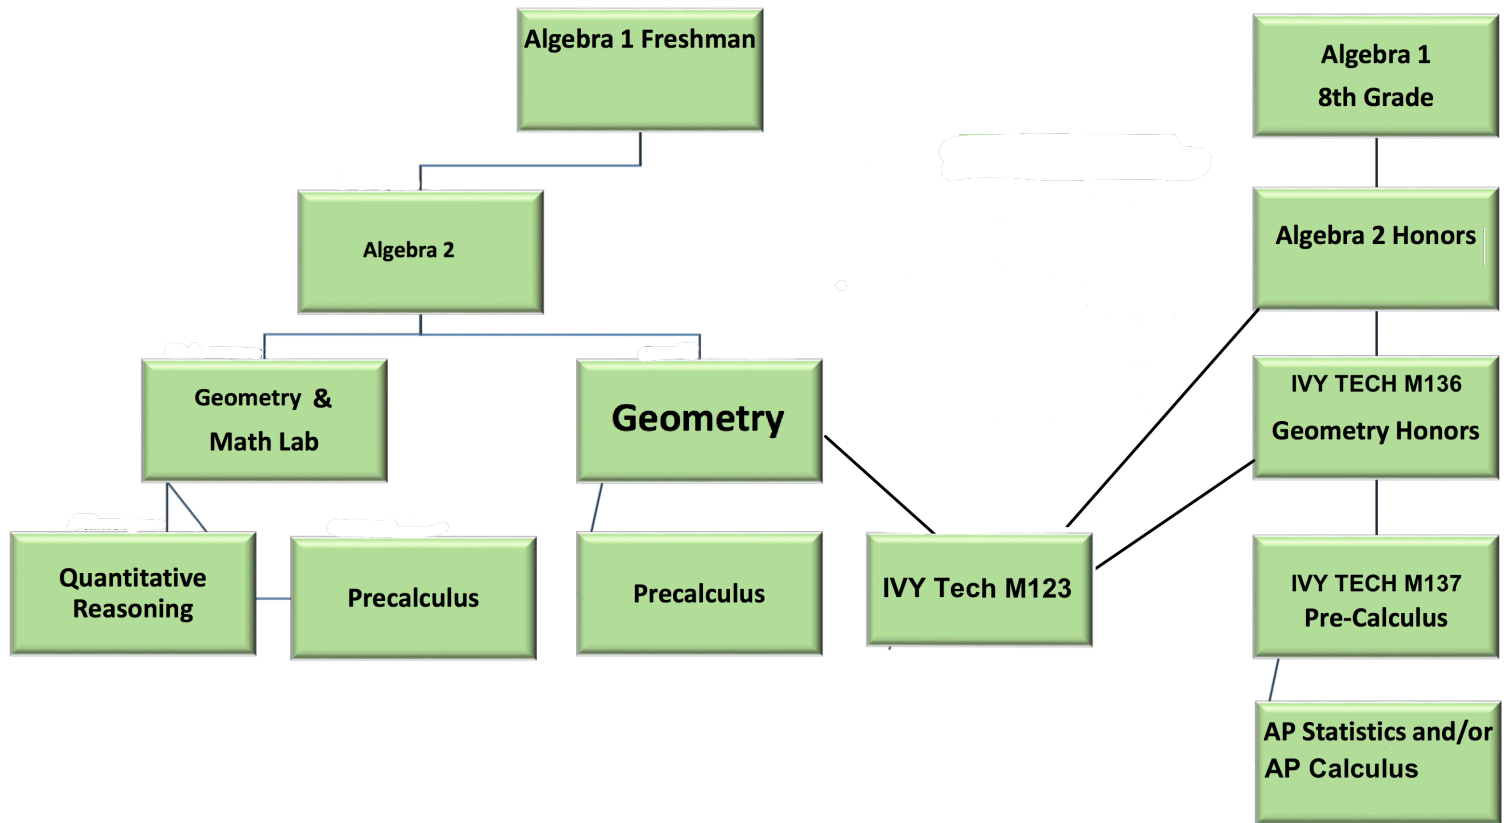 Algebra 1 Freshman
Algebra 1
8th Grade
Algebra 2
Algebra 2 Honors
Geometry &
Math Lab
Geometry
IVY TECH M136
Geometry Honors
Quantitative
Reasoning
Precalculus
Precalculus
IVY Tech M123
IVY TECH M137
Pre-Calculus
AP Statistics and/or
AP Calculus